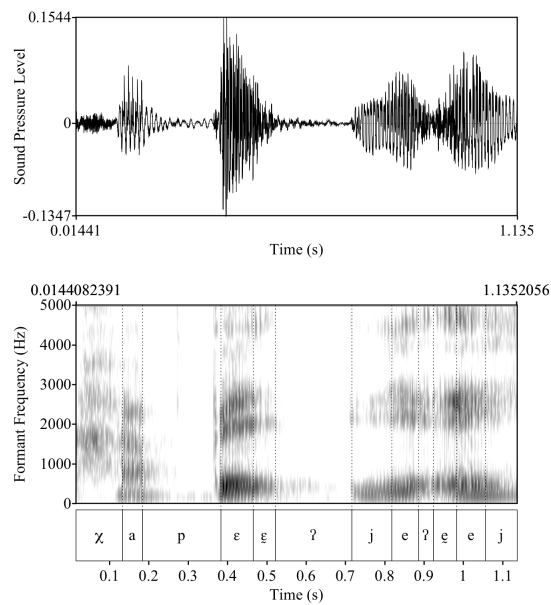 0.1544
Sound Pressure Level
0
-0.1347
0.01441
1.135
Time (s)
0.0144082391
1.1352056
5000
4000
3000
2000
1000
0
Formant Frequency (Hz)
χ a p ɛ ɛ̰ ʔ j e ʔ ḛ e j
0.1 0.2 0.3 0.4 0.5 0.6 0.7 0.8 0.9 1 1.1
Time (s)